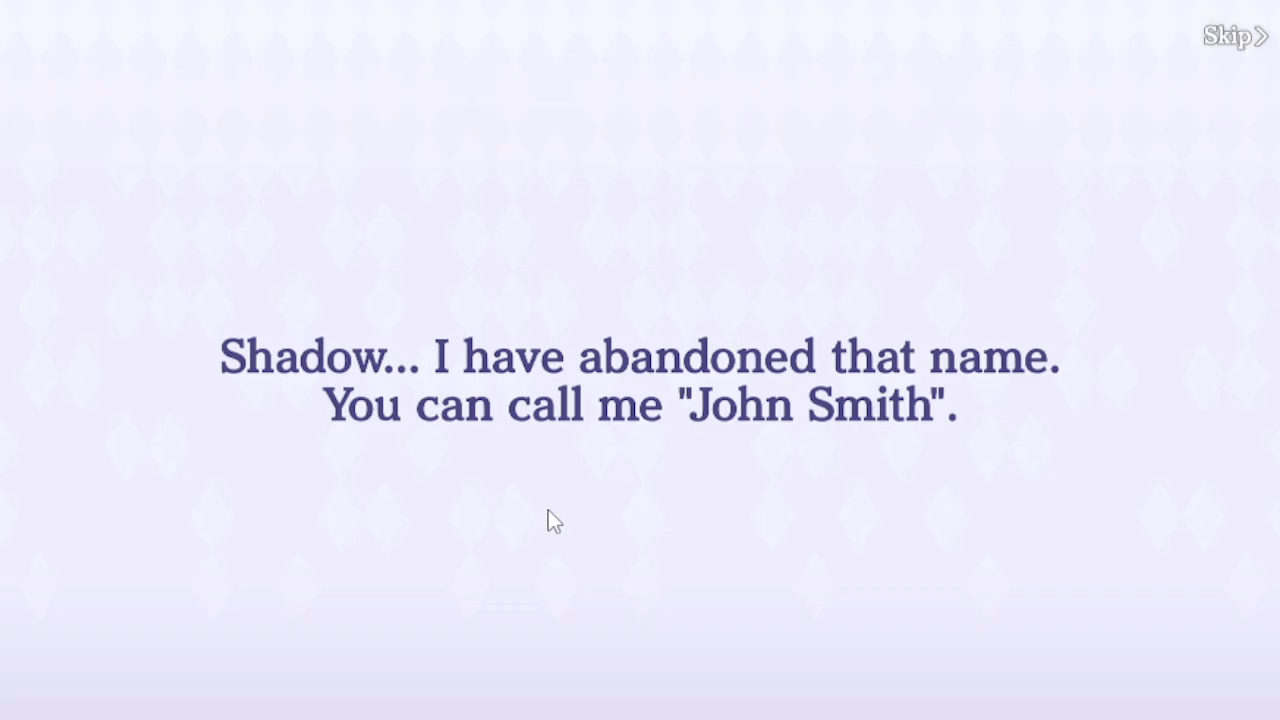 Skip
Shadow... I have abandoned that name.
You can call me "John Smith".